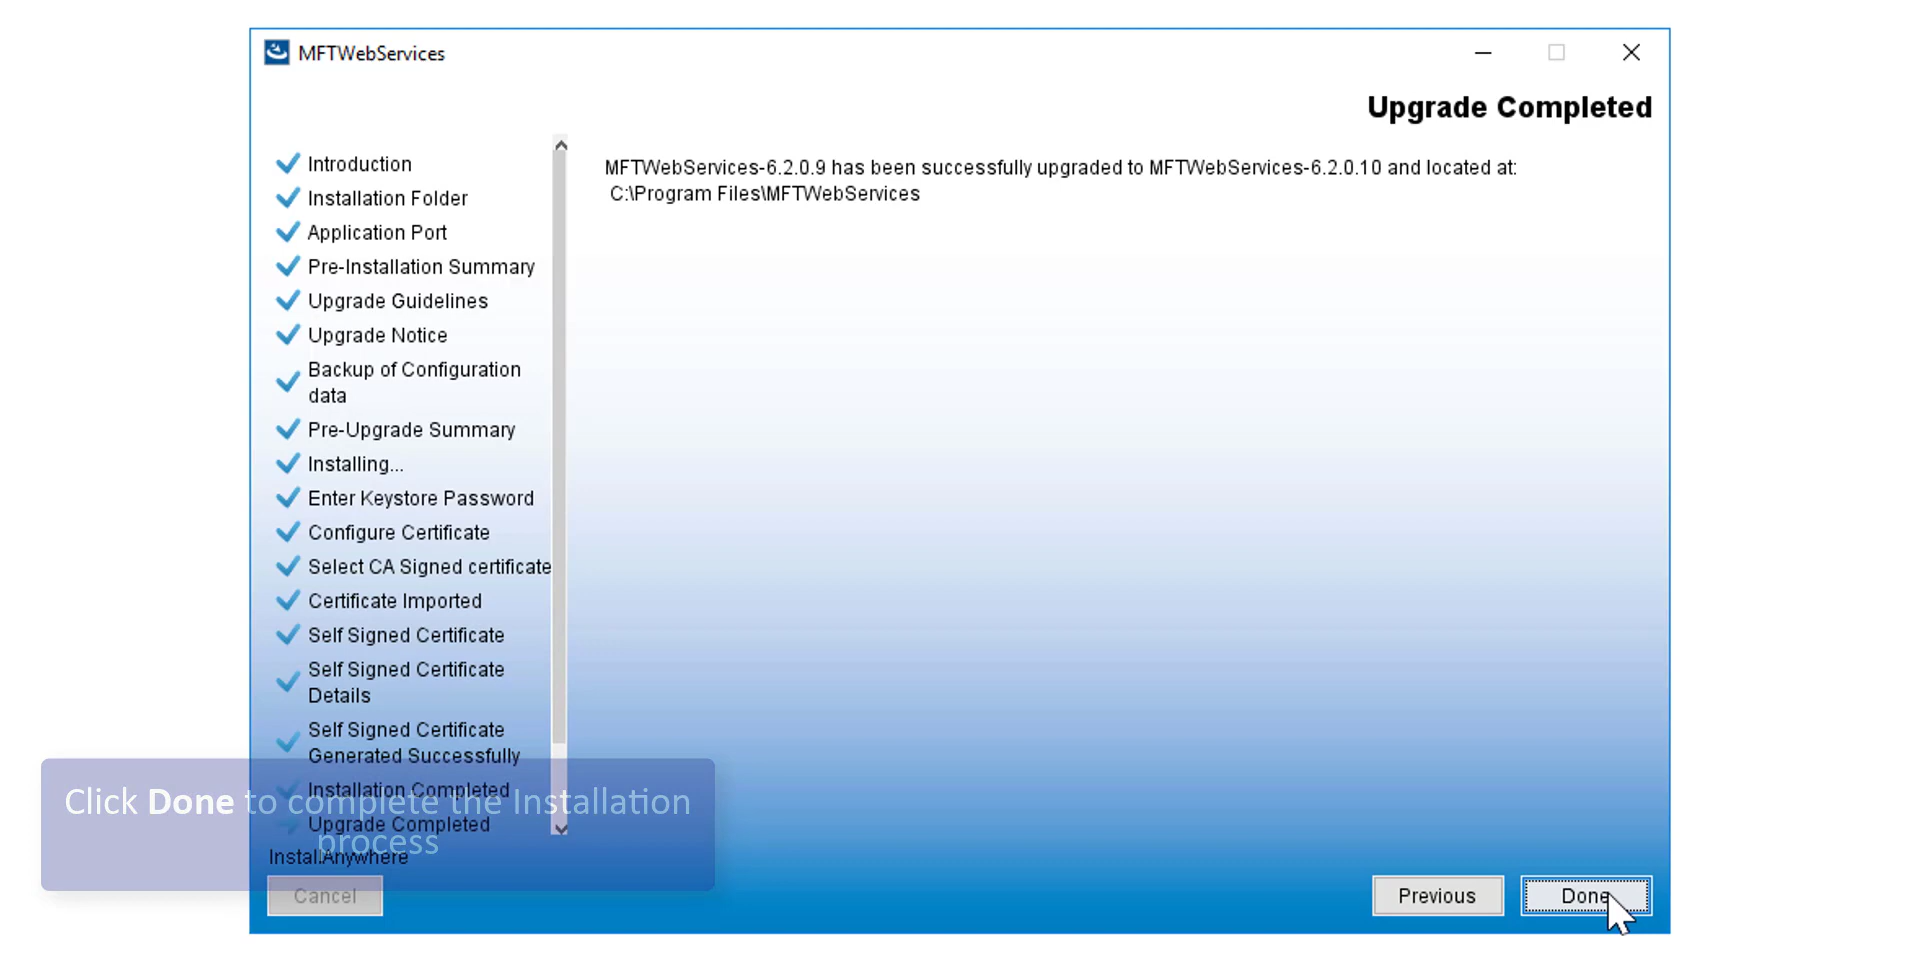 MFTWebServices
Upgrade Completed
Introduction
Installation Folder
Application Port
Pre-Installation Summary
Upgrade Guidelines
Upgrade Notice
Backup of Configuration
data
Pre-Upgrade Summary
Installing...
Enter Keystore Password
Configure Certificate
Select CA Signed certificate
Certificate Imported
Self Signed Certificate
Self Signed Certificate
Details
Self Signed Certificate
Generated Successfully
Installation Completed
Upgrade Completed
MFTWebServices-6.2.0.9 has been successfully upgraded to MFTWebServices-6.2.0.10 and located at:
C:\Program Files\MFTWebServices
Click Done to complete the Installation
process
InstallAnywhere
Cancel
Previous
Done